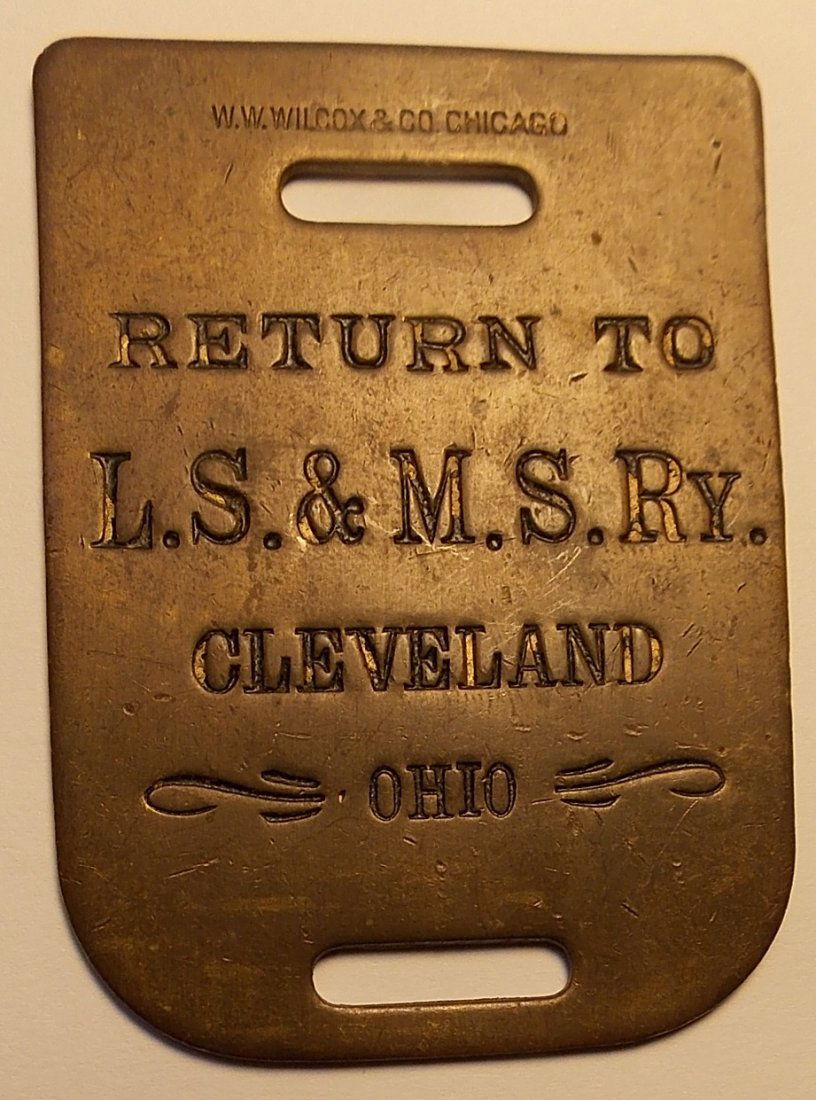 W.W. WILCOX & CO. CHICAGO
RETURN TO
L.S. & M.S. RY.
CLEVELAND
OHIO